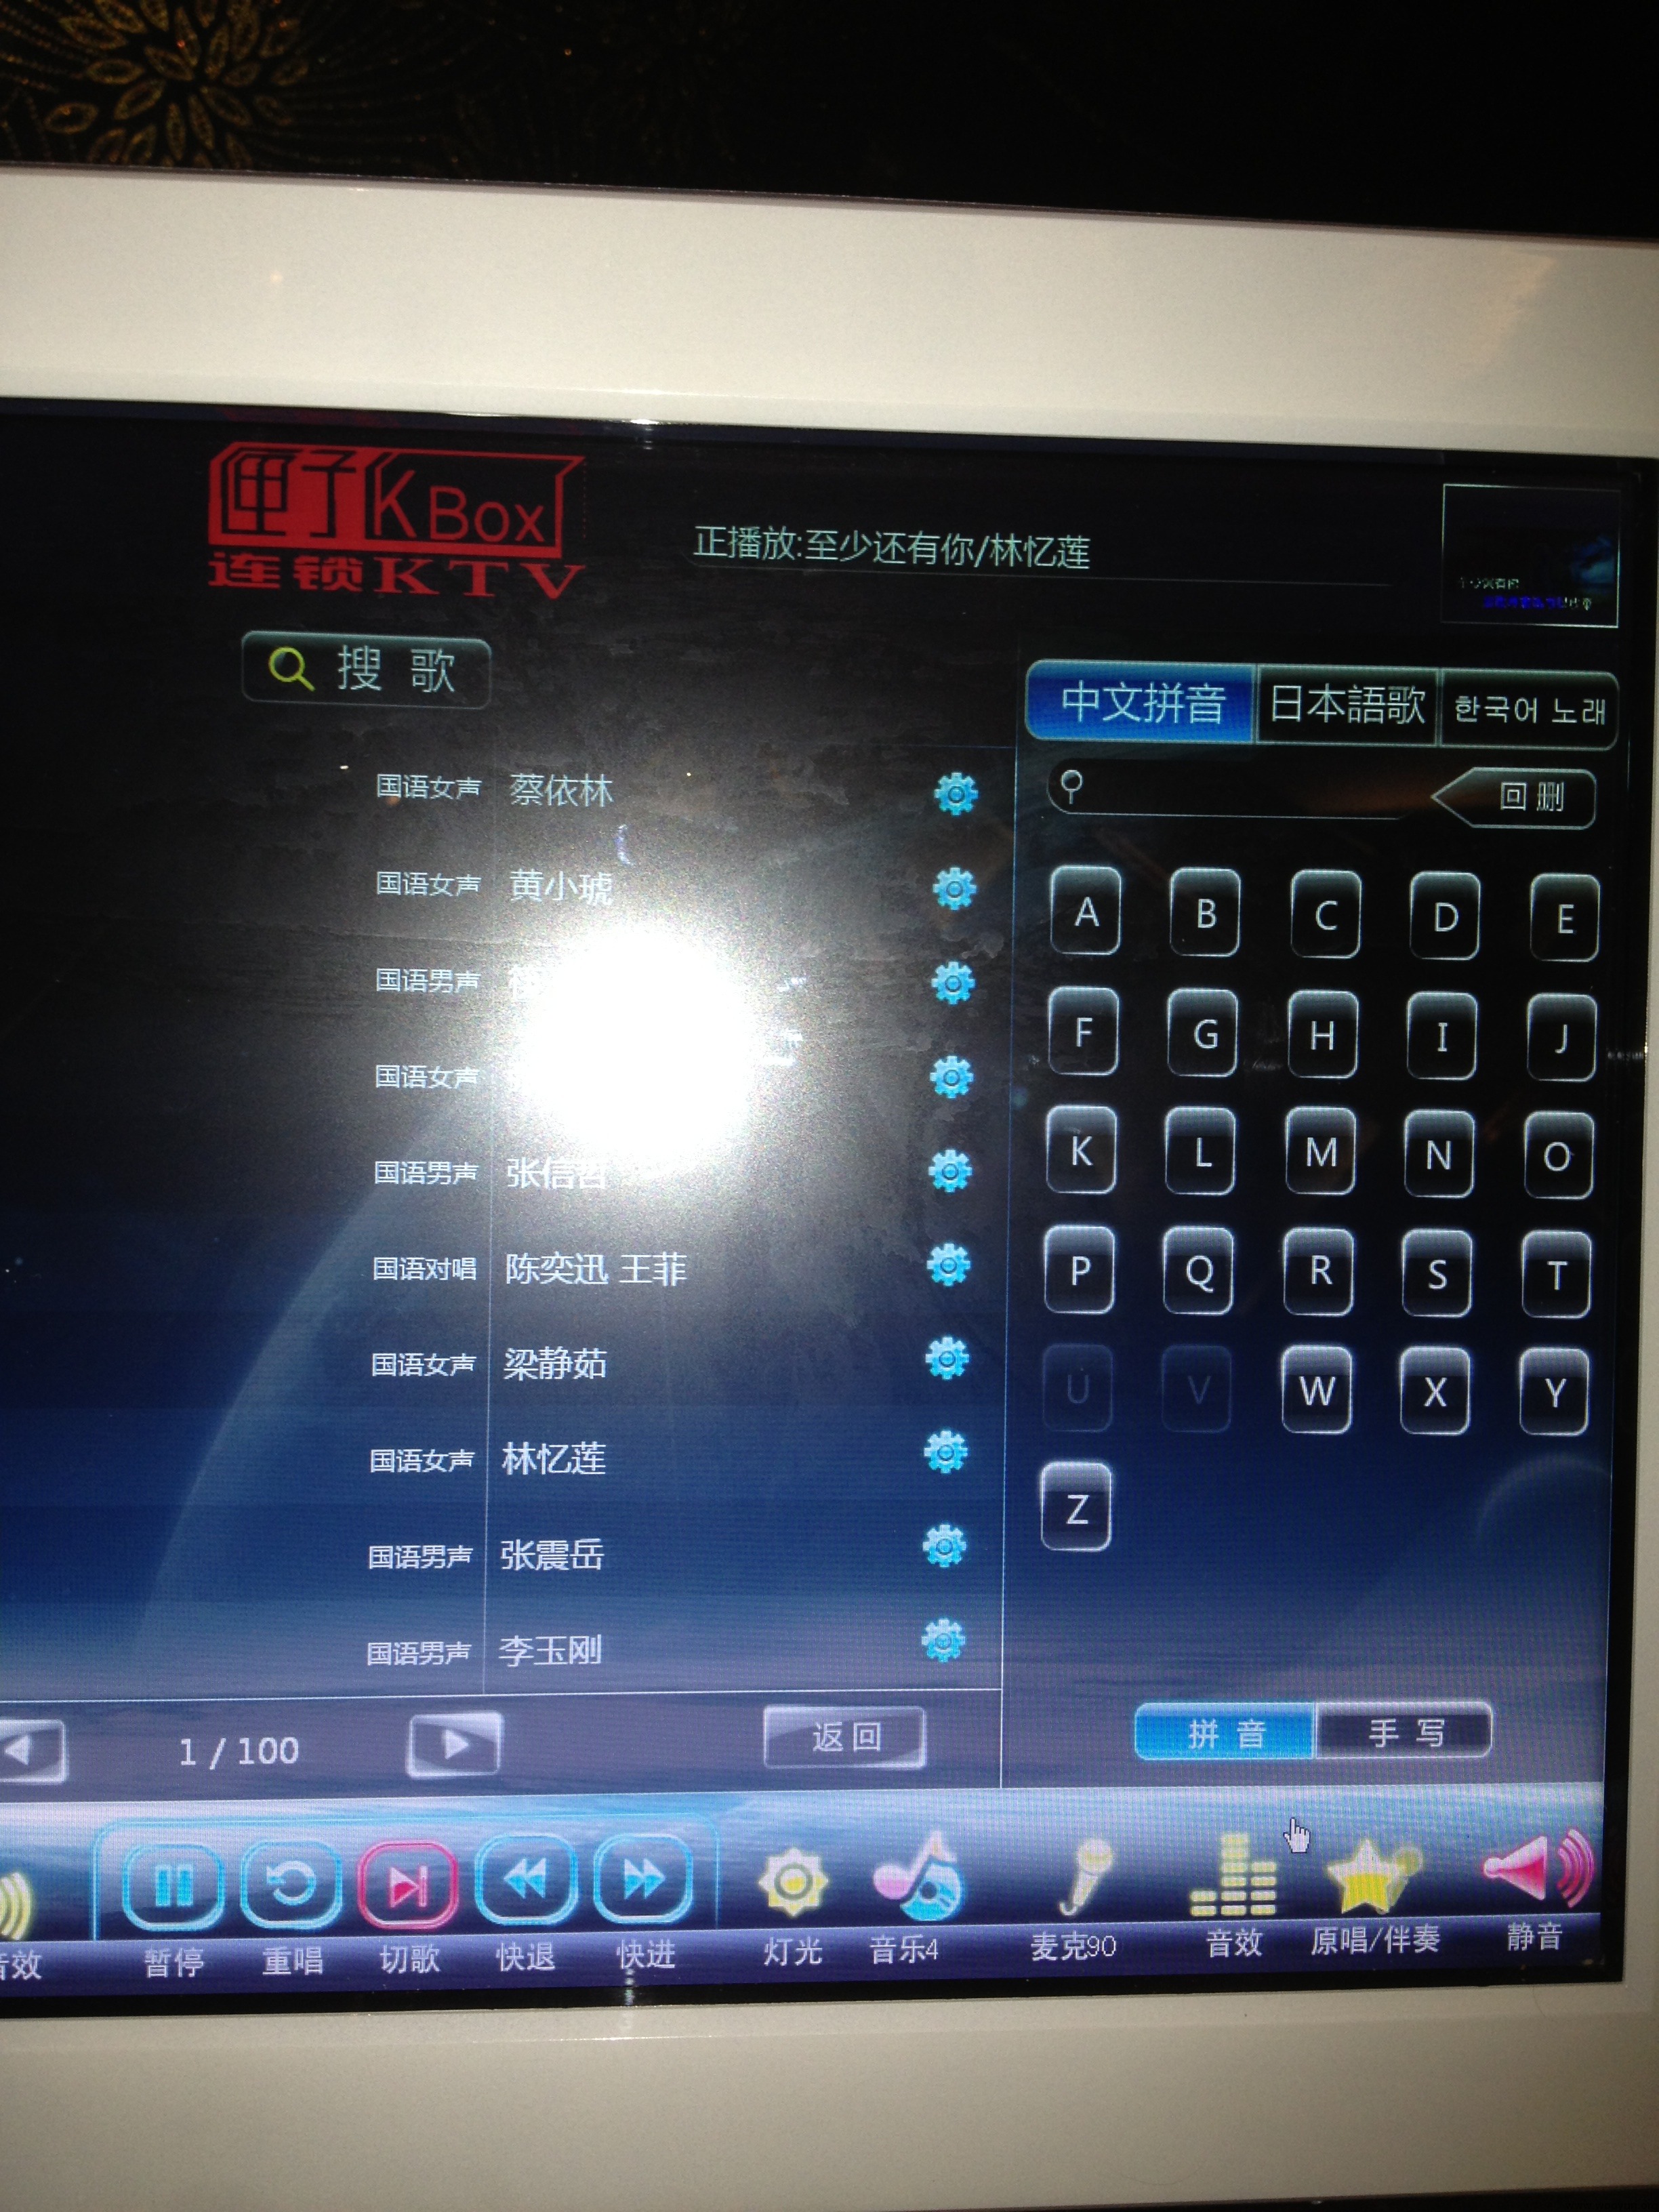 匣子K Box
连锁KTV
正播放:至少还有你/林忆莲
搜 歌
中文拼音 日本語歌 한국어 노래
回删
国语女声 蔡依林
国语女声 黄小琥
国语男声
国语女声
国语男声 张信哲
国语对唱 陈奕迅 王菲
国语女声 梁静茹
国语女声 林忆莲
国语男声 张震岳
国语男声 李玉刚
A B C D E
F G H I J
K L M N O
P Q R S T
U V W X Y
Z
1 / 100
返回
拼音 手写
音效 暂停 重唱 切歌 快退 快进 灯光 音乐4 麦克90 音效 原唱/伴奏 静音